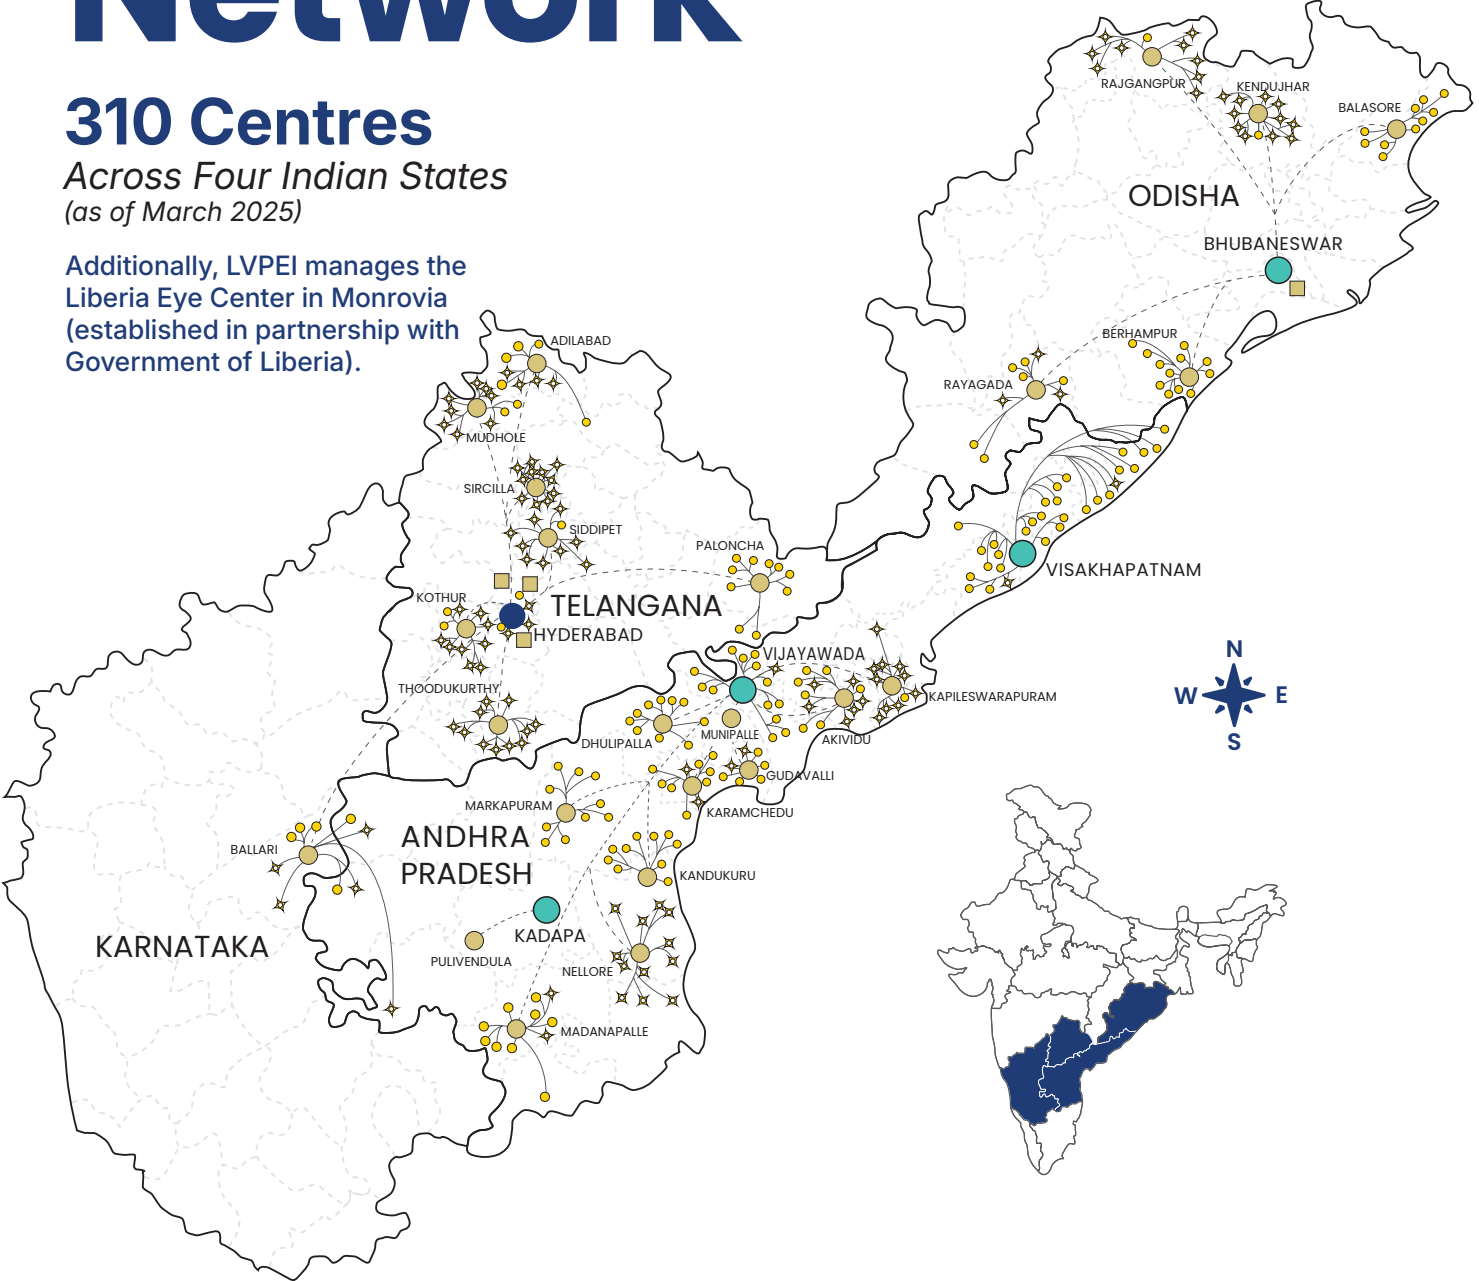 Network
310 Centres
Across Four Indian States
(as of March 2025)
Additionally, LVPEI manages the
Liberia Eye Center in Monrovia
(established in partnership with
Government of Liberia).
RAJGANGPUR
KENDUJHAR
BALASORE
ODISHA
BHUBANESWAR
BERHAMPUR
RAYAGADA
ADILABAD
MUDHOLE
SIRCILLA
SIDDIPET
PALONCHA
VISAKHAPATNAM
KOTHUR
TELANGANA
HYDERABAD
VIJAYAWADA
THOODUKURTHY
KAPILESWARAPURAM
DHULIPALLA
MUNIPALLE
AKIVIDU
GUDAVALLI
MARKAPURAM
KARAMCHEDU
ANDHRA
PRADESH
BALLARI
KANDUKURU
KARNATAKA
KADAPA
PULIVENDULA
NELLORE
MADANAPALLE
N
W
E
S